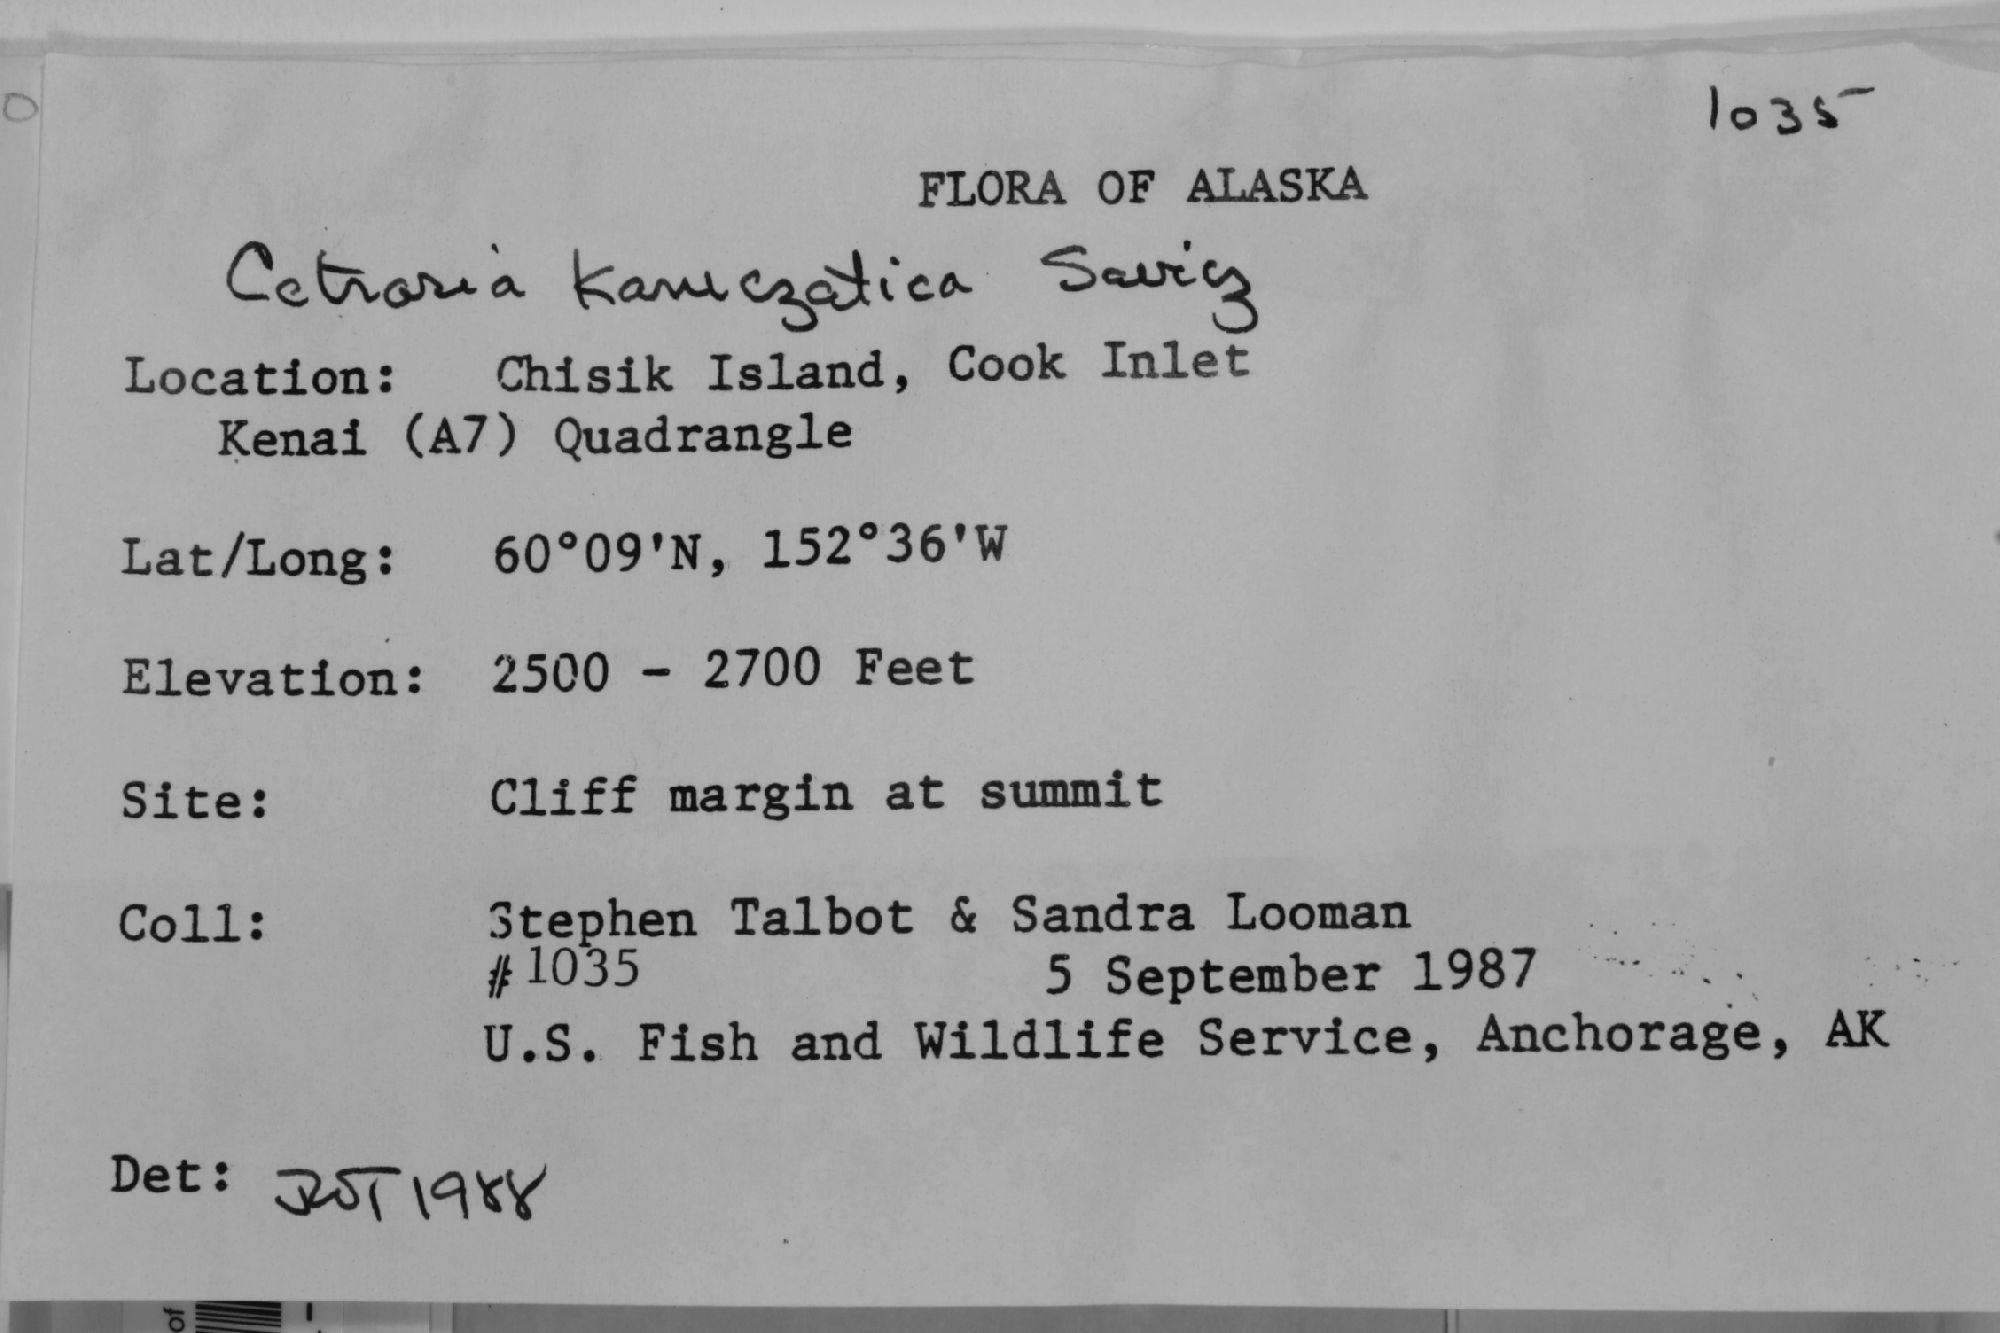 1035
FLORA OF ALASKA
Cetraria kamczatica Savicz
Location: Chisik Island, Cook Inlet
Kenai (A7) Quadrangle
Lat/Long: 60°09'N, 152°36'W
Elevation: 2500 - 2700 Feet
Site: Cliff margin at summit
Coll: Stephen Talbot & Sandra Looman
#1035 5 September 1987
U.S. Fish and Wildlife Service, Anchorage, AK
Det: 1988
of